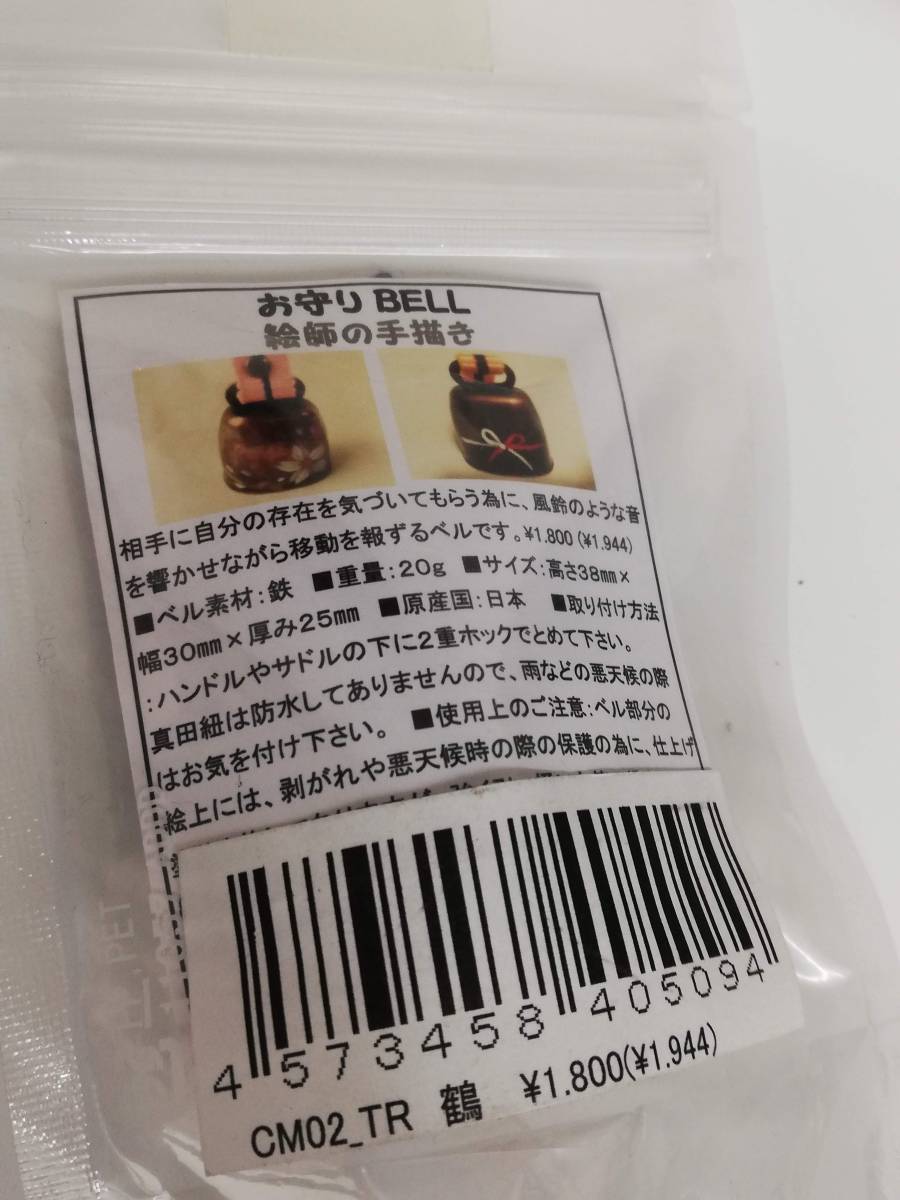 お守り BELL
絵師の手描き
相手に自分の存在を気づいてもらう為に、風鈴のような音
を響かせながら移動を報ずるベルです。¥1.800 (¥1.944)
■ベル素材：鉄 ■重量：20g ■サイズ：高さ38mm×
幅30mm×厚み25mm ■原産国：日本 ■取り付け方法
：ハンドルやサドルの下に2重ホックでとめて下さい。
真田紐は防水してありませんので、雨などの悪天候の際
はお気を付け下さい。 ■使用上のご注意：ベル部分の
絵上には、剥がれや悪天候時の際の保護の為に、仕上げ
4 573458 405094
CM02_TR 鶴 ¥1.800(¥1.944)